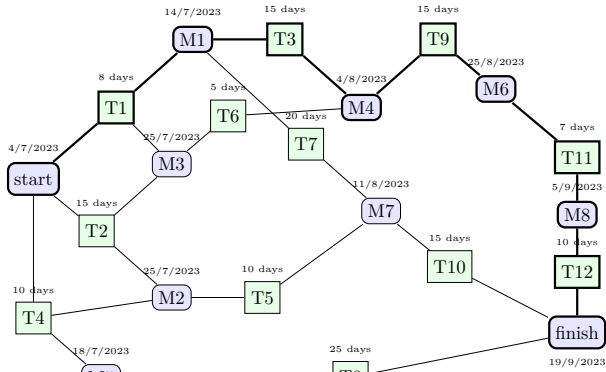 14/7/2023
15 days
15 days
M1
T3
T9
25/8/2023
8 days
4/8/2023
M6
5 days
T1
T6
M4
20 days
7 days
4/7/2023
25/7/2023
T7
T11
M3
start
11/8/2023
5/9/2023
15 days
M7
M8
T2
15 days
10 days
25/7/2023
10 days
T10
T12
10 days
M2
T5
T4
finish
18/7/2023
25 days
19/9/2023